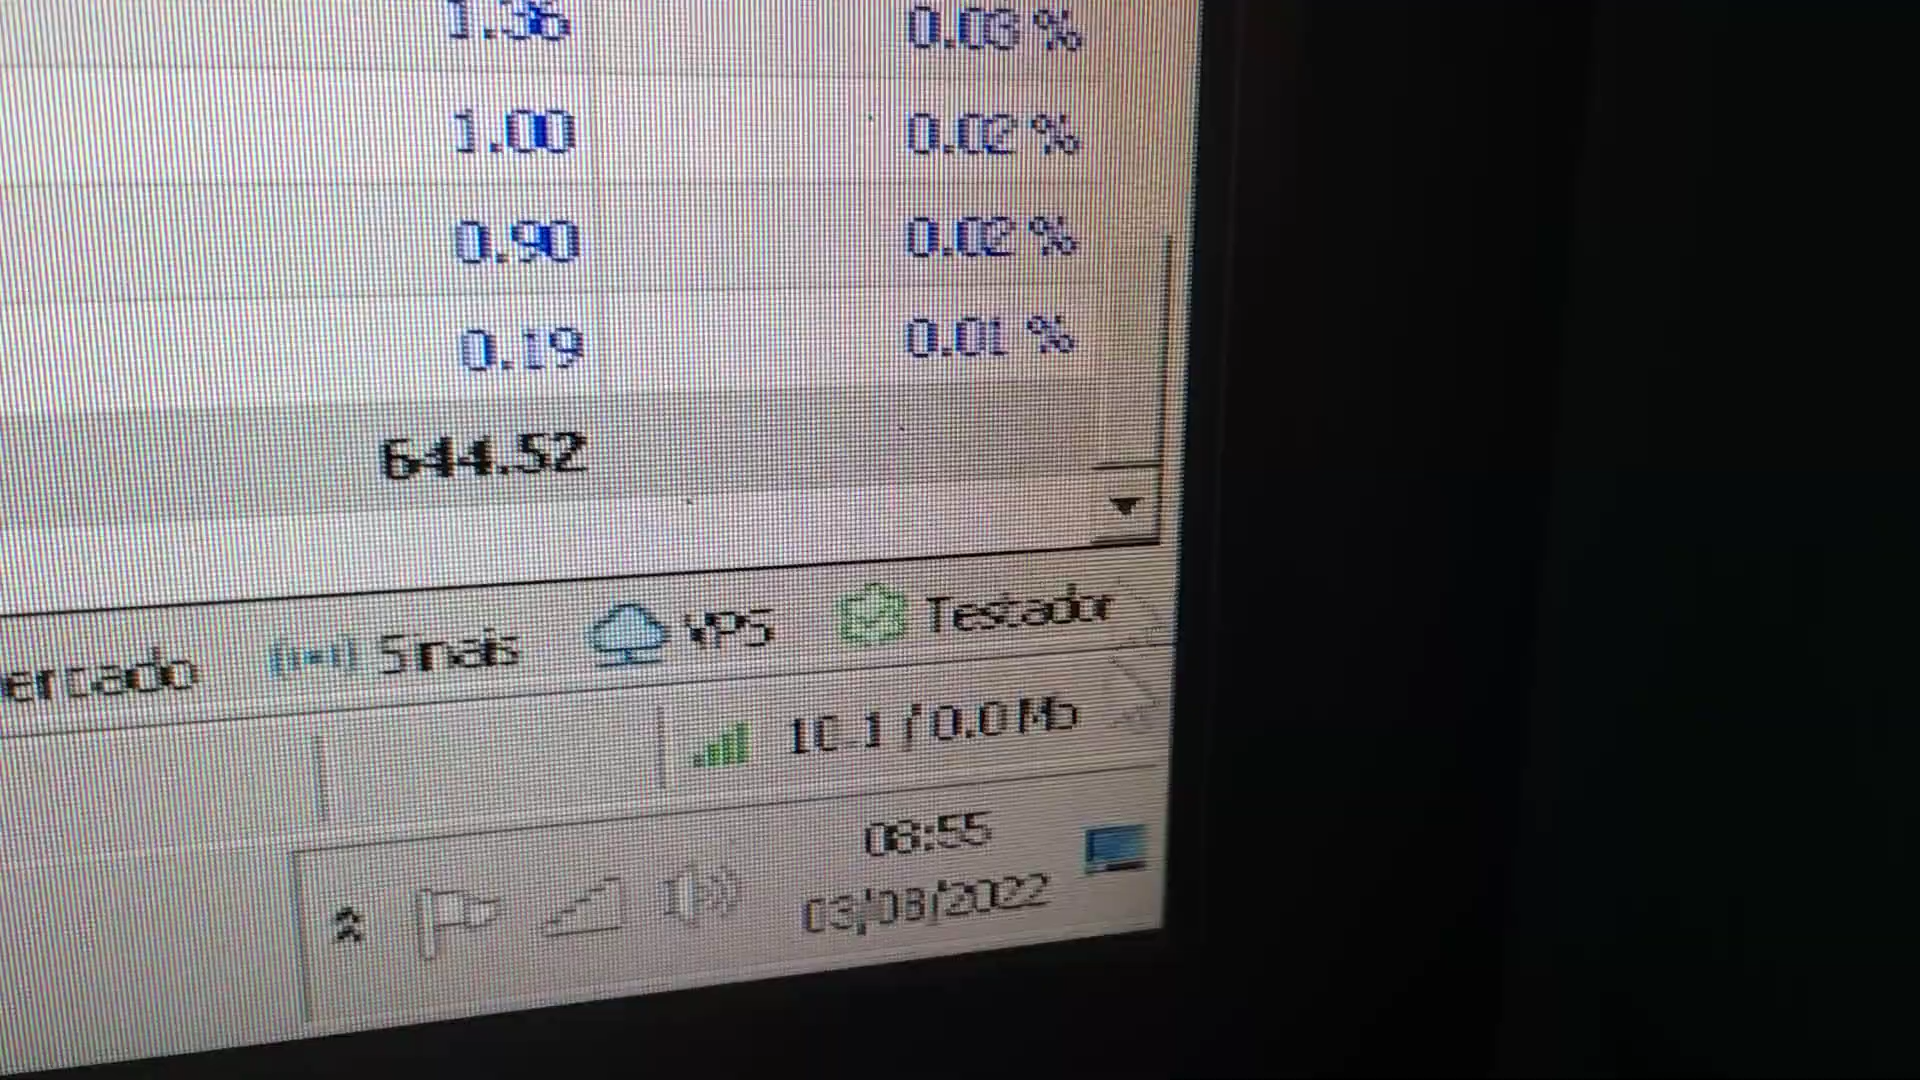 1.36 0.03 %
1.00 0.02 %
0.90 0.02 %
0.19 0.01 %
644.52
ercado Sinais VPS Testador
10.1 / 0.0 Mb
08:55
03/08/2022